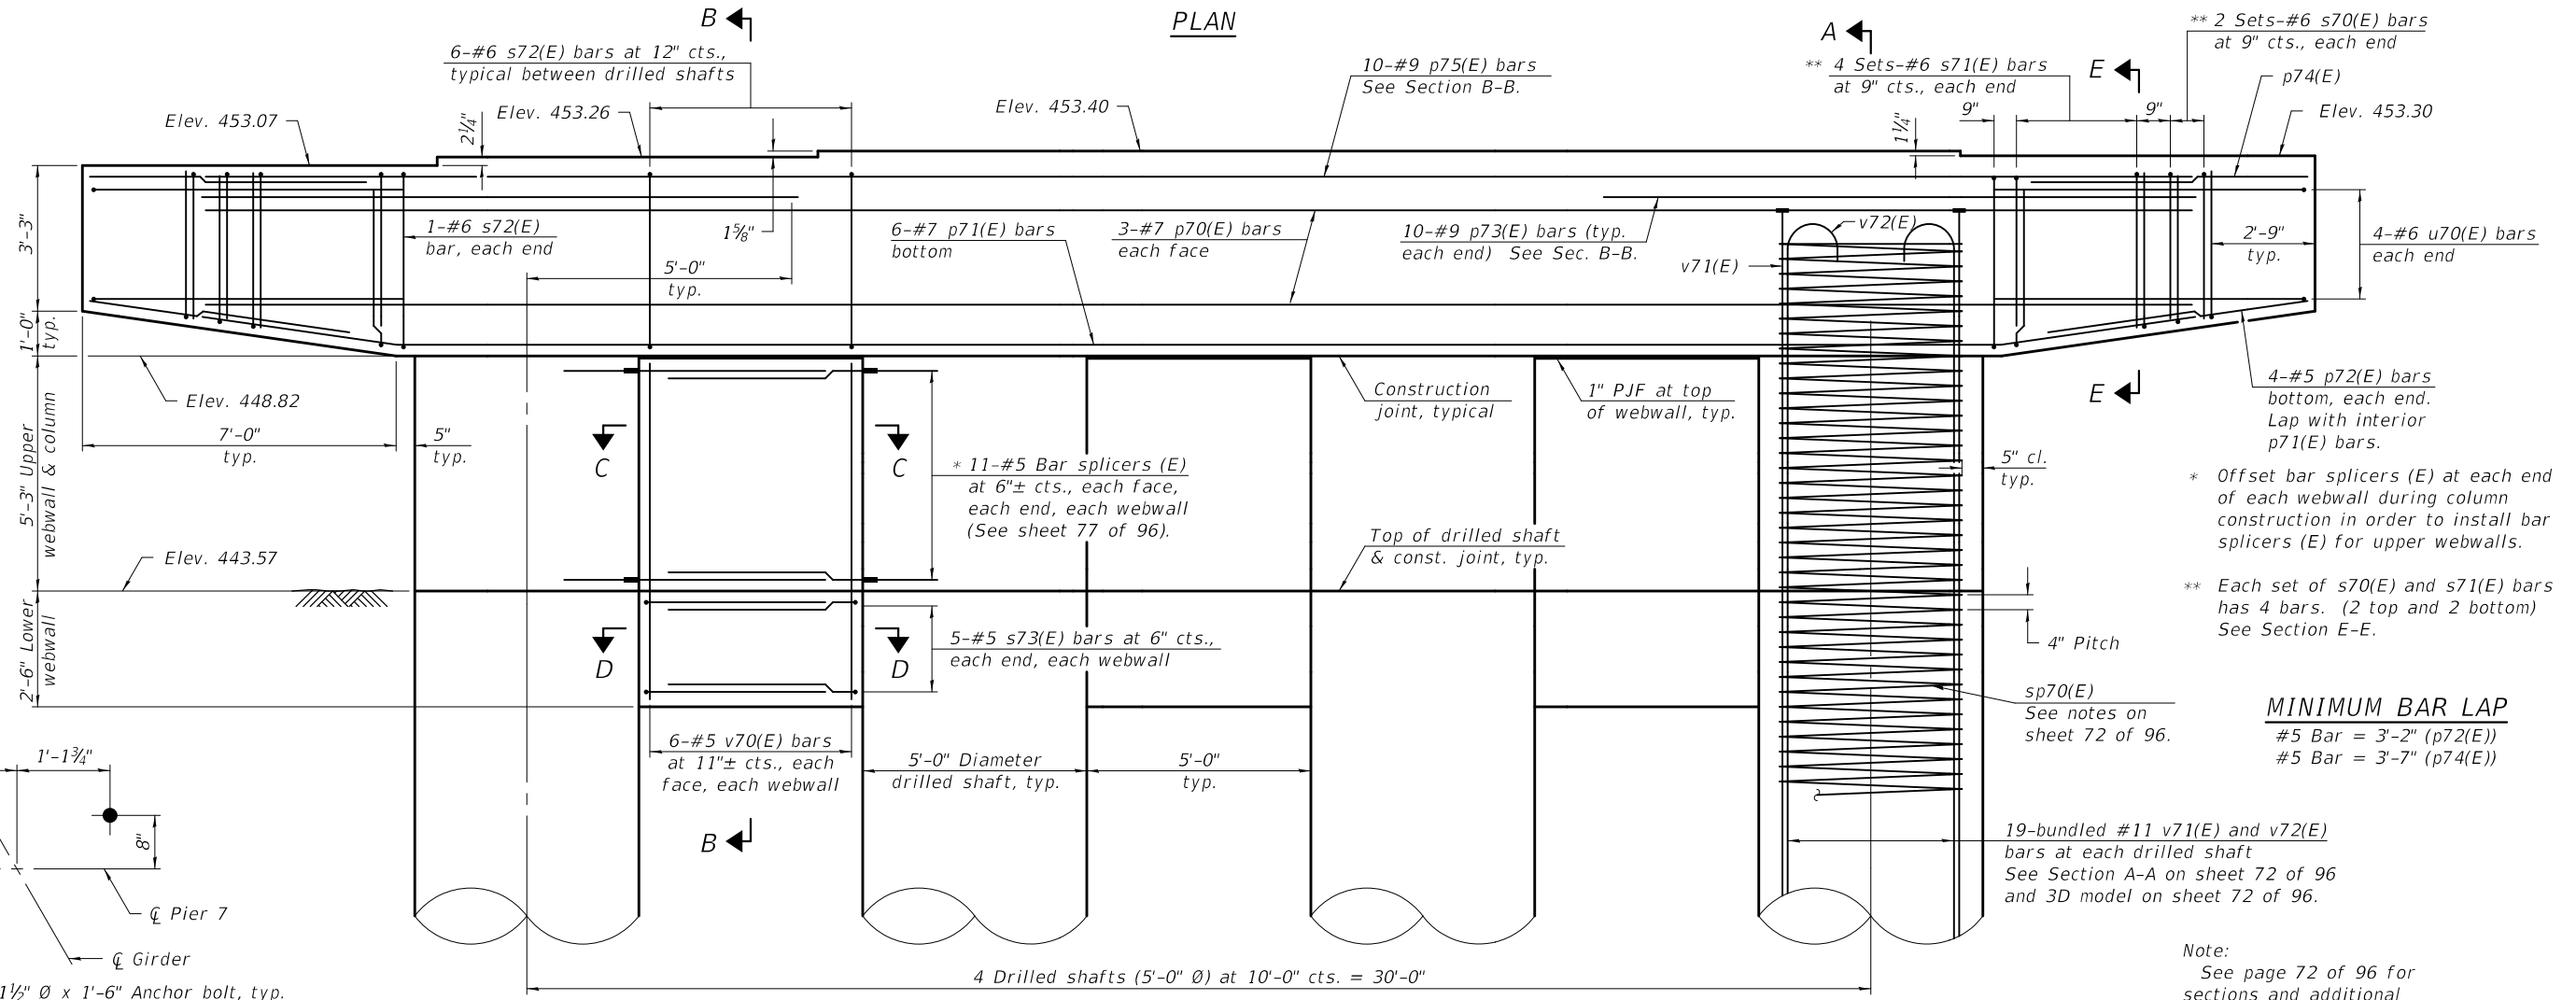 PLAN
B
A
** 2 Sets-#6 s70(E) bars
at 9" cts., each end
6-#6 s72(E) bars at 12" cts.,
typical between drilled shafts
10-#9 p75(E) bars
See Section B-B.
** 4 Sets-#6 s71(E) bars
at 9" cts., each end
E
p74(E)
Elev. 453.07
2¼"
Elev. 453.26
Elev. 453.40
1¼"
9"
9"
Elev. 453.30
3'-3"
1-#6 s72(E)
bar, each end
1⅝"
5'-0"
typ.
6-#7 p71(E) bars
bottom
3-#7 p70(E) bars
each face
10-#9 p73(E) bars (typ.
each end) See Sec. B-B.
v72(E)
v71(E)
2'-9"
typ.
4-#6 u70(E) bars
each end
1'-0"
typ.
Elev. 448.82
7'-0"
typ.
5"
typ.
Construction
joint, typical
1" PJF at top
of webwall, typ.
E
4-#5 p72(E) bars
bottom, each end.
Lap with interior
p71(E) bars.
5'-3" Upper
webwall & column
C
C
* 11-#5 Bar splicers (E)
at 6"± cts., each face,
each end, each webwall
(See sheet 77 of 96).
5" cl.
typ.
* Offset bar splicers (E) at each end
of each webwall during column
construction in order to install bar
splicers (E) for upper webwalls.
Elev. 443.57
Top of drilled shaft
& const. joint, typ.
** Each set of s70(E) and s71(E) bars
has 4 bars. (2 top and 2 bottom)
See Section E-E.
2'-6" Lower
webwall
D
D
5-#5 s73(E) bars at 6" cts.,
each end, each webwall
4" Pitch
sp70(E)
See notes on
sheet 72 of 96.
MINIMUM BAR LAP
#5 Bar = 3'-2" (p72(E))
#5 Bar = 3'-7" (p74(E))
1'-1¾"
6-#5 v70(E) bars
at 11"± cts., each
face, each webwall
5'-0" Diameter
drilled shaft, typ.
5'-0"
typ.
8"
B
19-bundled #11 v71(E) and v72(E)
bars at each drilled shaft
See Section A-A on sheet 72 of 96
and 3D model on sheet 72 of 96.
℄ Pier 7
℄ Girder
4 Drilled shafts (5'-0" Ø) at 10'-0" cts. = 30'-0"
1½" Ø x 1'-6" Anchor bolt, typ.
Note:
See page 72 of 96 for
sections and additional